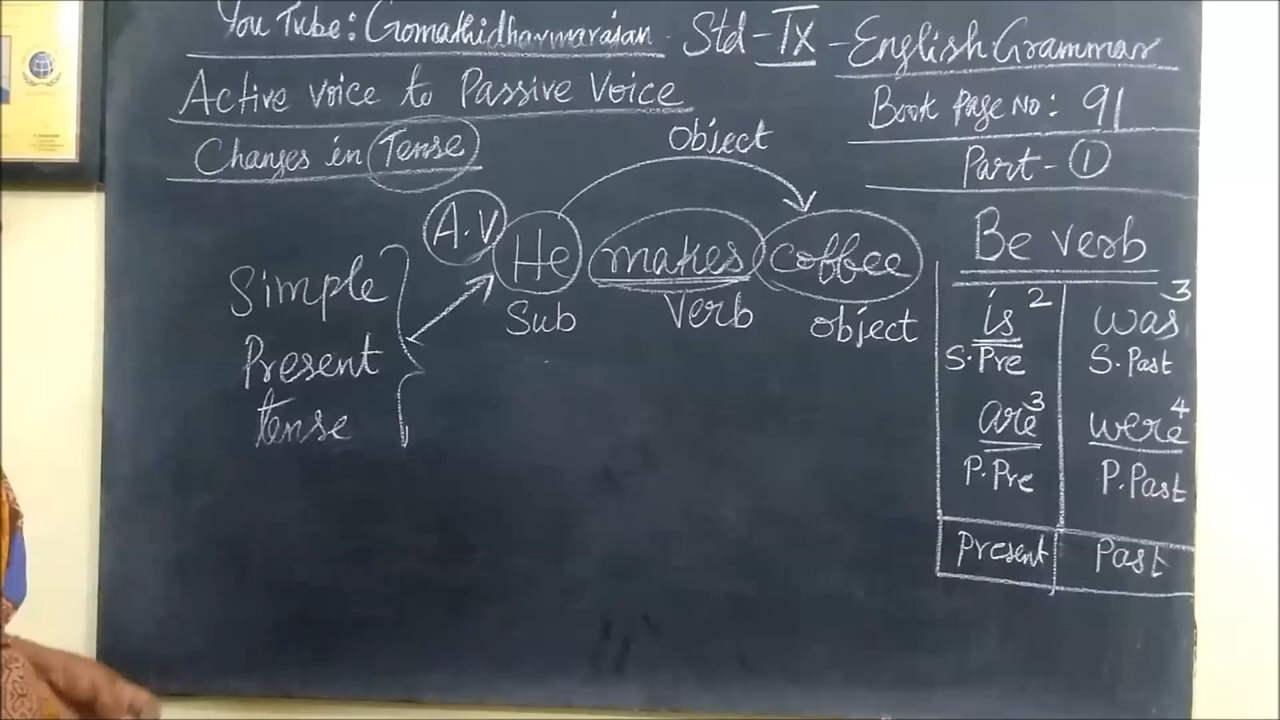 YouTube: Gomathidharmarajan
Std - IX - English Grammar
Active voice to Passive Voice
Book Page No: 91
Changes in Tense
Part - ①
Object
A.V
He makes coffee
Sub Verb object
Simple
Present
tense
Be verb
is 2 was 3
S.Pre S.Past
are 3 were 4
P.Pre P.Past
Present Past